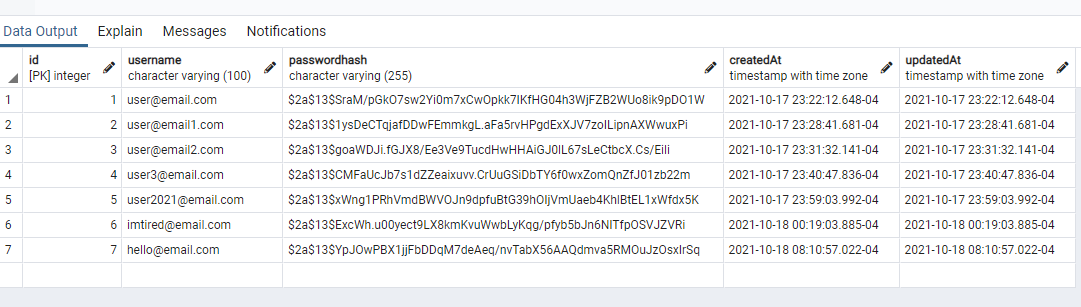 Data Output Explain Messages Notifications
id username passwordhash createdAt updatedAt
[PK] integer character varying (100) character varying (255) timestamp with time zone timestamp with time zone
1 1 user@email.com $2a$13$SraM/pGkO7sw2Yi0m7xCwOpkk7IKfHG04h3WjFZB2WUo8ik9pDO1W 2021-10-17 23:22:12.648-04 2021-10-17 23:22:12.648-04
2 2 user@email1.com $2a$13$1ysDeCTqjafDDwFEmmkgL.aFa5rvHPgdExXJV7zoILipnAXWwuxPi 2021-10-17 23:28:41.681-04 2021-10-17 23:28:41.681-04
3 3 user@email2.com $2a$13$goaWDJi.fGJX8/Ee3Ve9TucdHwHHAiGJ0IL67sLeCtbcX.Cs/EiIi 2021-10-17 23:31:32.141-04 2021-10-17 23:31:32.141-04
4 4 user3@email.com $2a$13$CMFaUcJb7s1dZZeaixuvv.CrUuGSiDbTY6f0wxZomQnZfJ01zb22m 2021-10-17 23:40:47.836-04 2021-10-17 23:40:47.836-04
5 5 user2021@email.com $2a$13$xWng1PRhVmdBWVOJn9dpfuBtG39hOljVmUaeb4KhIBtEL1xWfdx5K 2021-10-17 23:59:03.992-04 2021-10-17 23:59:03.992-04
6 6 imtired@email.com $2a$13$ExcWh.u00yect9LX8kmKvuWwbLyKqg/pfyb5bJn6NITfpOSVJZVRi 2021-10-18 00:19:03.885-04 2021-10-18 00:19:03.885-04
7 7 hello@email.com $2a$13$YpJOwPBX1jjFbDDqM7deAeq/nvTabX56AAQdmva5RMOuJzOsxIrSq 2021-10-18 08:10:57.022-04 2021-10-18 08:10:57.022-04